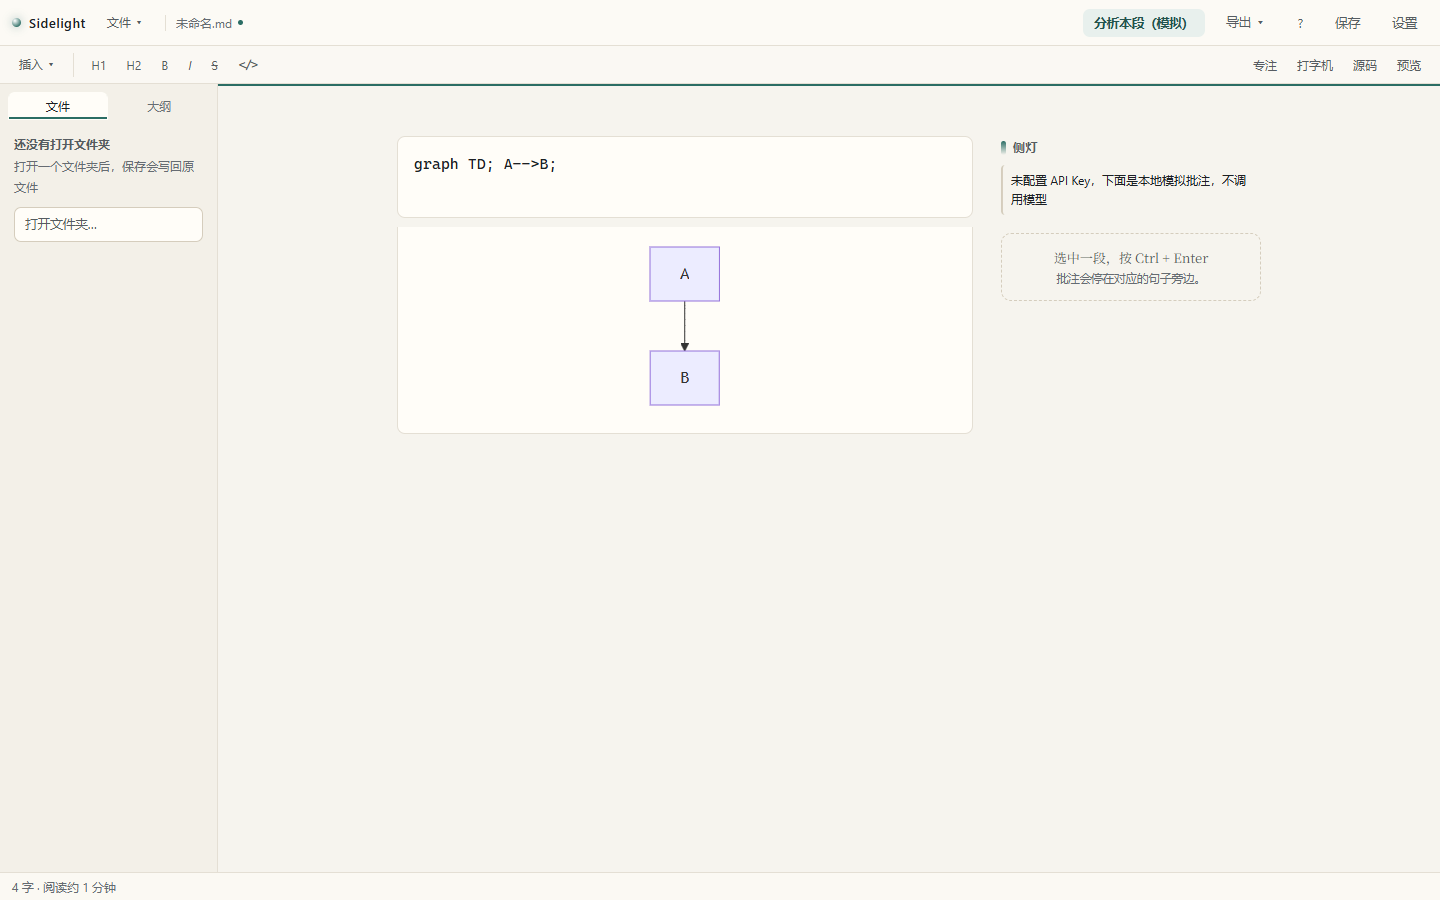 Sidelight 文件 未命名.md 分析本段（模拟） 导出 ? 保存 设置
插入 H1 H2 B I S </> 专注 打字机 源码 预览
文件 大纲
还没有打开文件夹
打开一个文件夹后，保存会写回原
文件
打开文件夹...
graph TD; A-->B;
A
B
侧灯
未配置 API Key，下面是本地模拟批注，不调
用模型
选中一段，按 Ctrl + Enter
批注会停在对应的句子旁边。
4 字 · 阅读约 1 分钟